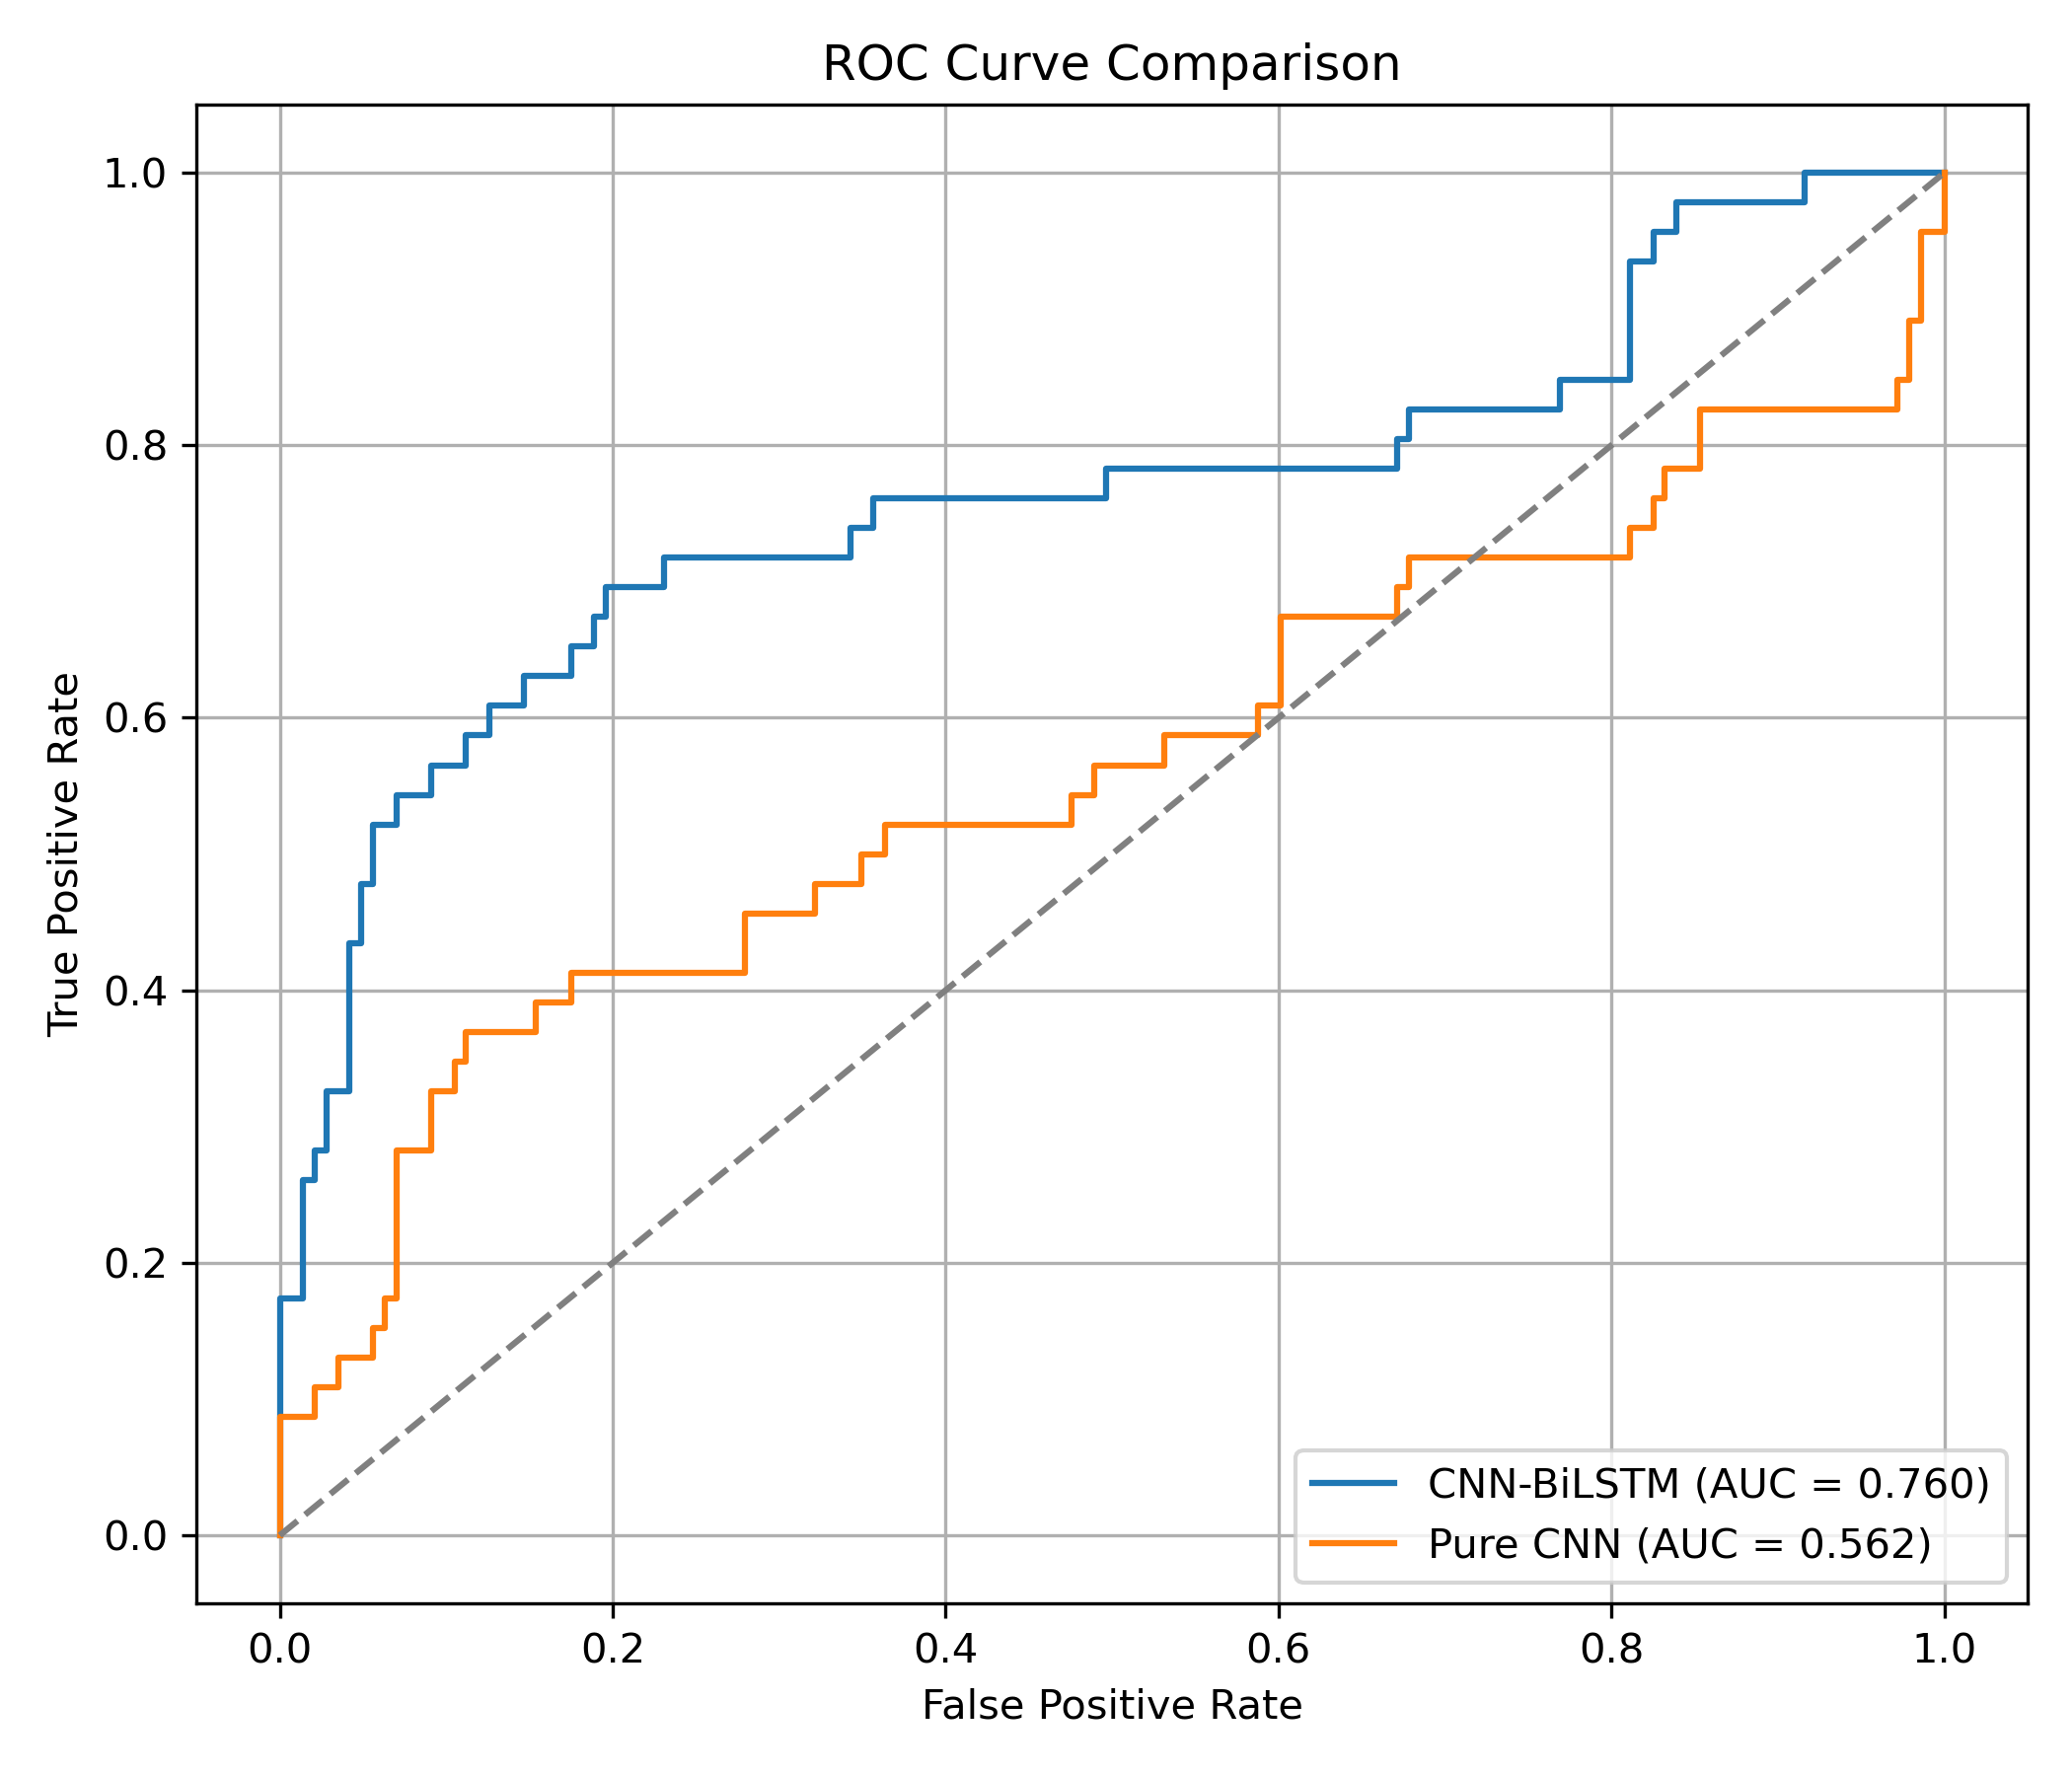 ROC Curve Comparison
True Positive Rate
1.0
0.8
0.6
0.4
0.2
0.0
0.0 0.2 0.4 0.6 0.8 1.0
False Positive Rate
CNN-BiLSTM (AUC = 0.760)
Pure CNN (AUC = 0.562)